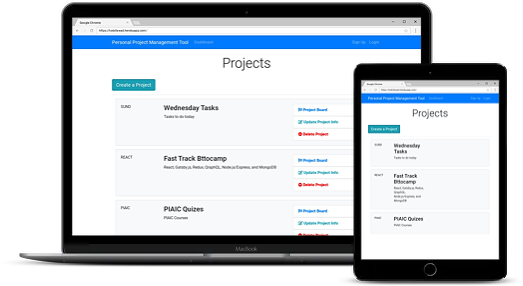 Google Chrome
Personal Project Management Tool
Dashboard
Sign Up
Login
Projects
Create a Project
SUND
Wednesday Tasks
Tasks to do today
Project Board
Update Project Info
Delete Project
REACT
Fast Track Bttocamp
React, Gatsby.js, Redux, GraphQL, Node.js/Express, and MongoDB
Project Board
Update Project Info
Delete Project
PIAIC
PIAIC Quizes
PIAIC Courses
Project Board
Update Project Info
Delete Project
MacBook
Google Chrome
Personal Project Management Tool
Dashboard
Sign Up
Login
Projects
Create a Project
SUND
Wednesday
Tasks
Tasks to do today
REACT
Fast Track
Bttocamp
React, Gatsby.js, Redux,
GraphQL,
Node.js/Express, and
MongoDB
PIAIC
PIAIC Quizes
PIAIC Courses